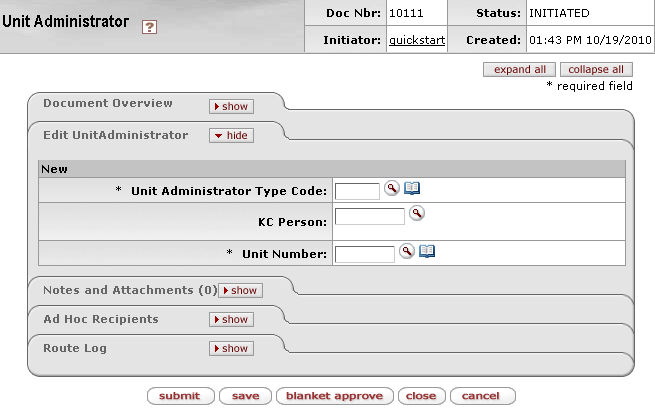 Unit Administrator ? Doc Nbr: 10111 Status: INITIATED
Initiator: quickstart Created: 01:43 PM 10/19/2010
expand all collapse all
* required field
Document Overview show
Edit UnitAdministrator hide
New
* Unit Administrator Type Code:
KC Person:
* Unit Number:
Notes and Attachments (0) show
Ad Hoc Recipients show
Route Log show
submit save blanket approve close cancel